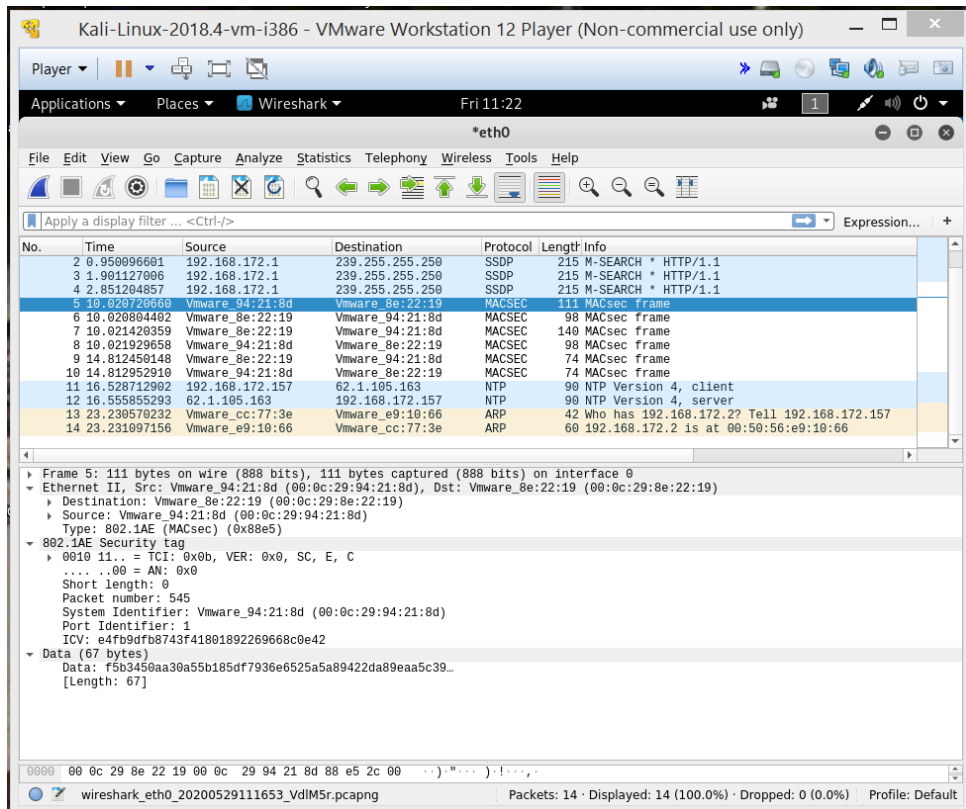 Kali-Linux-2018.4-vm-i386 - VMware Workstation 12 Player (Non-commercial use only)
Player
Applications Places Wireshark Fri 11:22 1
*eth0
File Edit View Go Capture Analyze Statistics Telephony Wireless Tools Help
Apply a display filter ... <Ctrl-/> Expression... +
No. Time Source Destination Protocol Length Info
2 0.950096601 192.168.172.1 239.255.255.250 SSDP 215 M-SEARCH * HTTP/1.1
3 1.901127006 192.168.172.1 239.255.255.250 SSDP 215 M-SEARCH * HTTP/1.1
4 2.851204857 192.168.172.1 239.255.255.250 SSDP 215 M-SEARCH * HTTP/1.1
5 10.020720660 Vmware_94:21:8d Vmware_8e:22:19 MACSEC 111 MACsec frame
6 10.020804402 Vmware_8e:22:19 Vmware_94:21:8d MACSEC 98 MACsec frame
7 10.021420359 Vmware_8e:22:19 Vmware_94:21:8d MACSEC 140 MACsec frame
8 10.021929658 Vmware_94:21:8d Vmware_8e:22:19 MACSEC 98 MACsec frame
9 14.812450148 Vmware_8e:22:19 Vmware_94:21:8d MACSEC 74 MACsec frame
10 14.812952910 Vmware_94:21:8d Vmware_8e:22:19 MACSEC 74 MACsec frame
11 16.528712902 192.168.172.157 62.1.105.163 NTP 90 NTP Version 4, client
12 16.555855293 62.1.105.163 192.168.172.157 NTP 90 NTP Version 4, server
13 23.230570232 Vmware_cc:77:3e Vmware_e9:10:66 ARP 42 Who has 192.168.172.2? Tell 192.168.172.157
14 23.231097156 Vmware_e9:10:66 Vmware_cc:77:3e ARP 60 192.168.172.2 is at 00:50:56:e9:10:66
Frame 5: 111 bytes on wire (888 bits), 111 bytes captured (888 bits) on interface 0
Ethernet II, Src: Vmware_94:21:8d (00:0c:29:94:21:8d), Dst: Vmware_8e:22:19 (00:0c:29:8e:22:19)
Destination: Vmware_8e:22:19 (00:0c:29:8e:22:19)
Source: Vmware_94:21:8d (00:0c:29:94:21:8d)
Type: 802.1AE (MACsec) (0x88e5)
802.1AE Security tag
0010 11.. = TCI: 0x0b, VER: 0x0, SC, E, C
.... ..00 = AN: 0x0
Short length: 0
Packet number: 545
System Identifier: Vmware_94:21:8d (00:0c:29:94:21:8d)
Port Identifier: 1
ICV: e4fb9dfb8743f41801892269668c0e42
Data (67 bytes)
Data: f5b3450aa30a55b185df7936e6525a5a89422da89eaa5c39…
[Length: 67]
0000 00 0c 29 8e 22 19 00 0c 29 94 21 8d 88 e5 2c 00 ··)·"··· )·!···,·
wireshark_eth0_20200529111653_VdlM5r.pcapng Packets: 14 · Displayed: 14 (100.0%) · Dropped: 0 (0.0%) Profile: Default